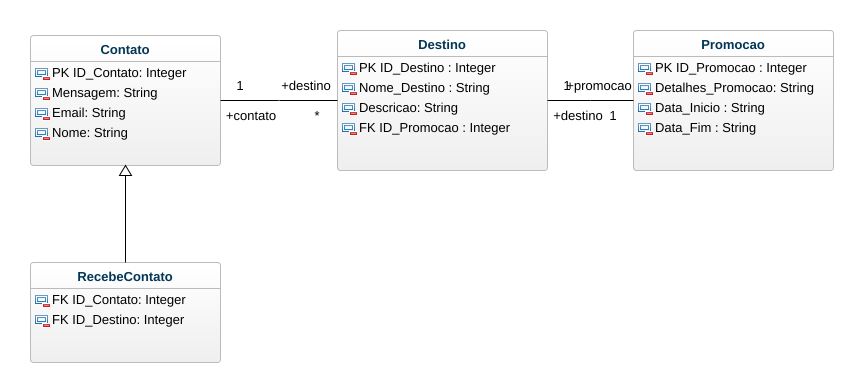 Contato
PK ID_Contato: Integer
Mensagem: String
Email: String
Nome: String
1
+destino
+contato
*
Destino
PK ID_Destino : Integer
Nome_Destino : String
Descricao: String
FK ID_Promocao : Integer
1
+promocao
+destino
1
Promocao
PK ID_Promocao : Integer
Detalhes_Promocao: String
Data_Inicio : String
Data_Fim : String
RecebeContato
FK ID_Contato: Integer
FK ID_Destino: Integer